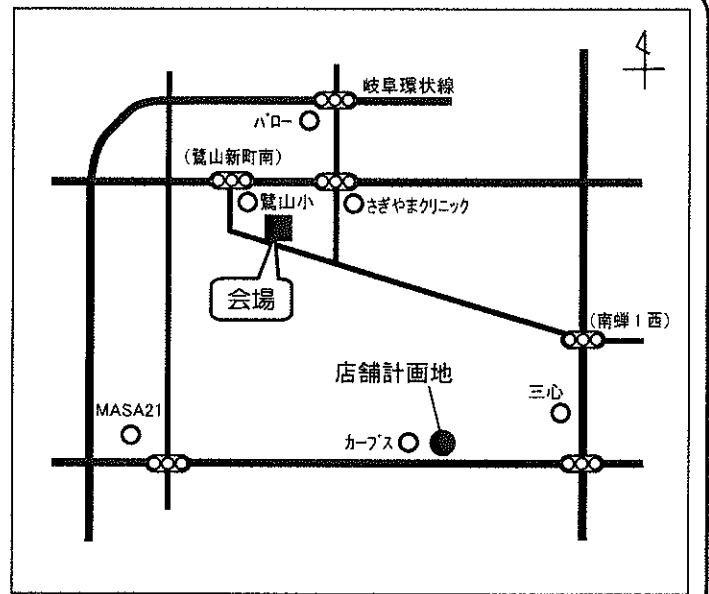 岐阜環状線
バロー
(鷺山新町南)
鷺山小
さぎやまクリニック
会場
(南蝉1西)
店舗計画地
三心
MASA21
カーブス